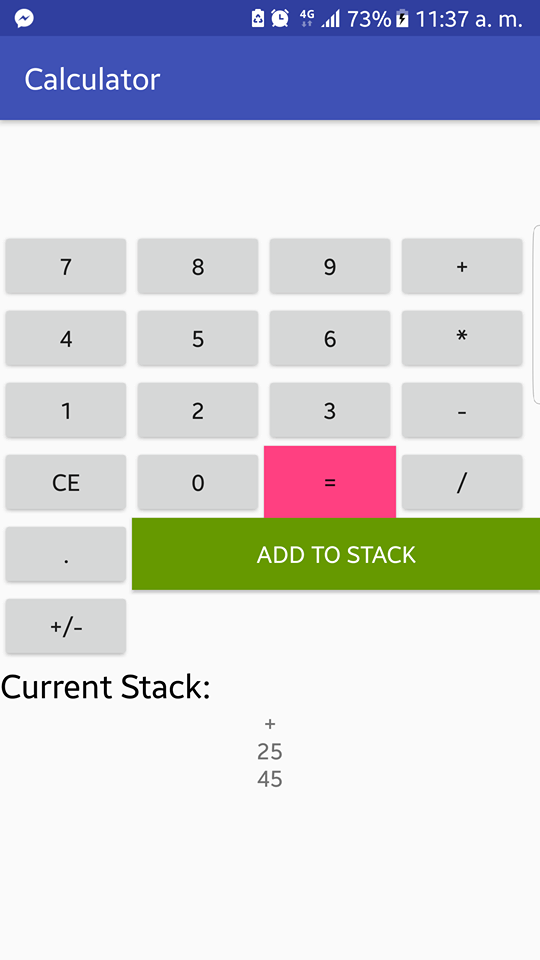 4G 73% 11:37 a. m.
Calculator
7 8 9 +
4 5 6 *
1 2 3 -
CE 0 = /
. ADD TO STACK
+/-
Current Stack:
+
25
45